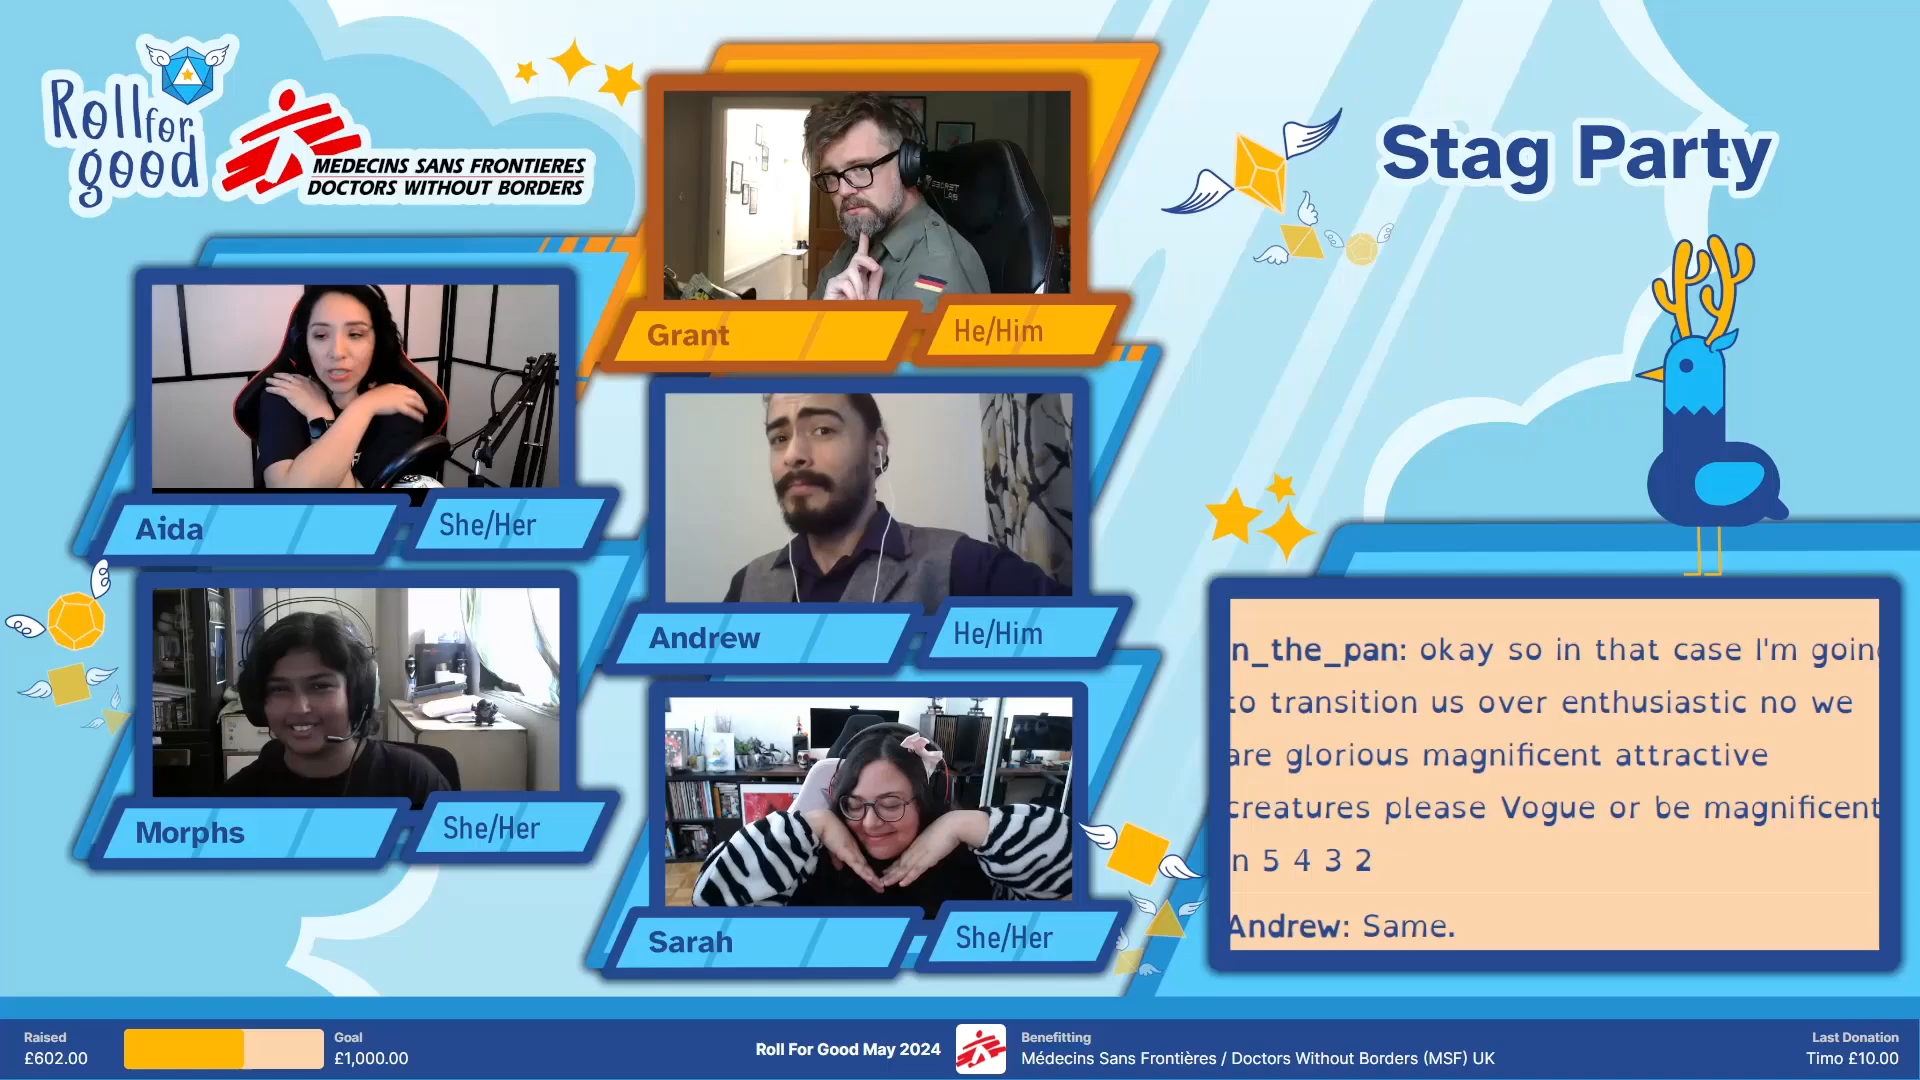 Roll for good
MEDECINS SANS FRONTIERES
DOCTORS WITHOUT BORDERS
Stag Party
SECRET LAB
Grant
He/Him
Aida
She/Her
Andrew
He/Him
Morphs
She/Her
Sarah
She/Her
n_the_pan: okay so in that case I'm goin
to transition us over enthusiastic no we
are glorious magnificent attractive
creatures please Vogue or be magnificent
n 5 4 3 2
Andrew: Same.
Raised
£602.00
Goal
£1,000.00
Roll For Good May 2024
Benefitting
Médecins Sans Frontières / Doctors Without Borders (MSF) UK
Last Donation
Timo £10.00